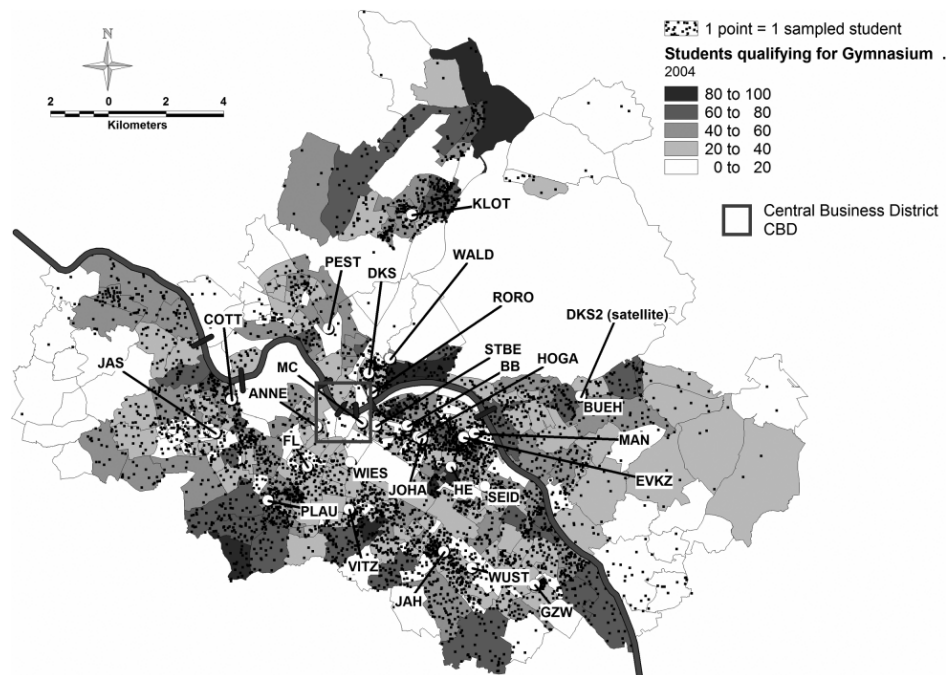 N
2 0 2 4
Kilometers
1 point = 1 sampled student
Students qualifying for Gymnasium .
2004
80 to 100
60 to 80
40 to 60
20 to 40
0 to 20
Central Business District
CBD
KLOT
PEST
DKS
WALD
RORO
DKS2 (satellite)
COTT
STBE
HOGA
BB
JAS
MC
ANNE
BUEH
FL
MAN
WIES
JOHA
HE
EVKZ
SEID
PLAU
VITZ
WUST
JAH
GZW